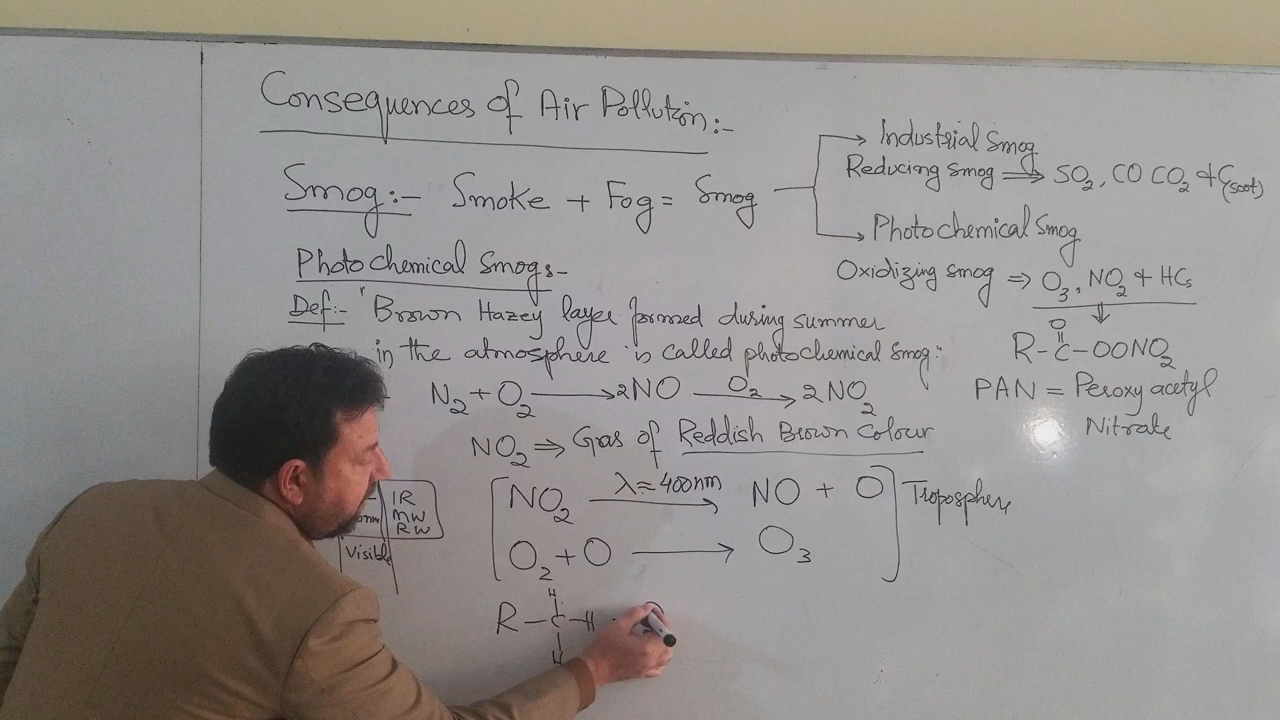 Consequences of Air Pollution:-
Smog:- Smoke + Fog = Smog
Industrial Smog
Reducing Smog ⟹ SO₂, CO CO₂ + C(soot)
Photochemical Smog
Oxidizing smog ⇒ O₃, NO₂ + HCs
↓
O
R-C-OONO₂
PAN = Peroxy acetyl
Nitrate
Photochemical Smog:-
Def:- "Brown Hazey layer formed during summer
in the atmosphere is called photochemical smog:
N₂ + O₂ → 2NO O₂ → 2NO₂
NO₂ ⇒ Gas of Reddish Brown Colour
[NO₂ λ≈400nm → NO + O] Troposphere
O₂ + O → O₃
IR
MW
RW
Visible
H
R-C-H
H